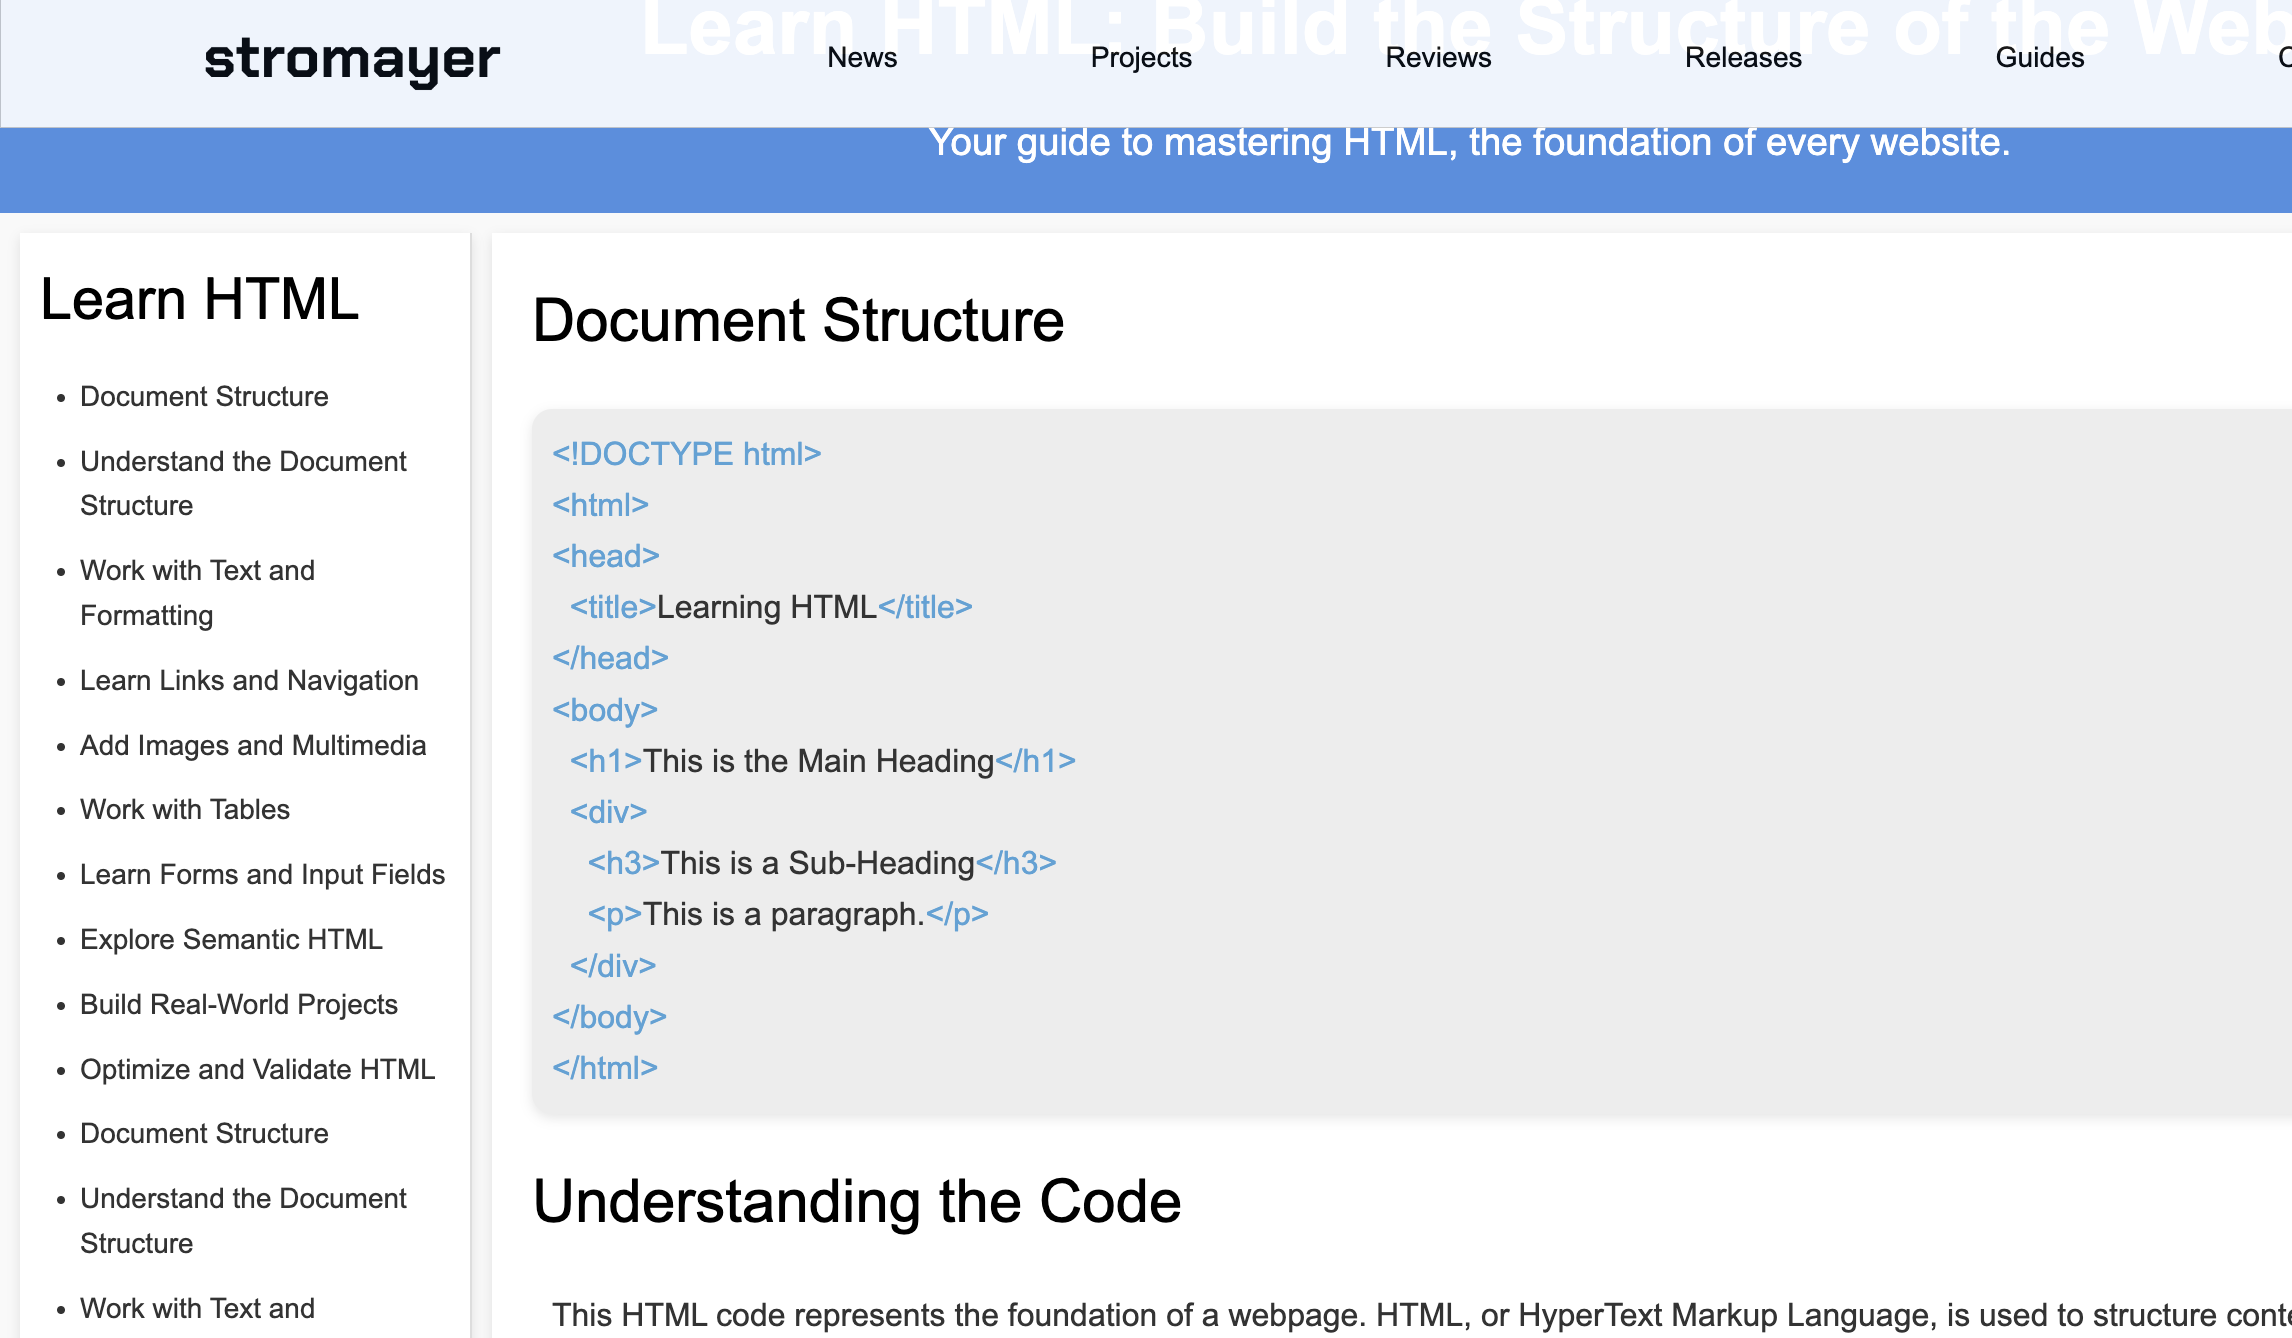 Learn HTML: Build the Structure of the Web
stromayer
News
Projects
Reviews
Releases
Guides
Your guide to mastering HTML, the foundation of every website.
Learn HTML
• Document Structure
• Understand the Document
Structure
• Work with Text and
Formatting
• Learn Links and Navigation
• Add Images and Multimedia
• Work with Tables
• Learn Forms and Input Fields
• Explore Semantic HTML
• Build Real-World Projects
• Optimize and Validate HTML
• Document Structure
• Understand the Document
Structure
• Work with Text and
Document Structure
<!DOCTYPE html>
<html>
<head>
<title>Learning HTML</title>
</head>
<body>
<h1>This is the Main Heading</h1>
<div>
<h3>This is a Sub-Heading</h3>
<p>This is a paragraph.</p>
</div>
</body>
</html>
Understanding the Code
This HTML code represents the foundation of a webpage. HTML, or HyperText Markup Language, is used to structure